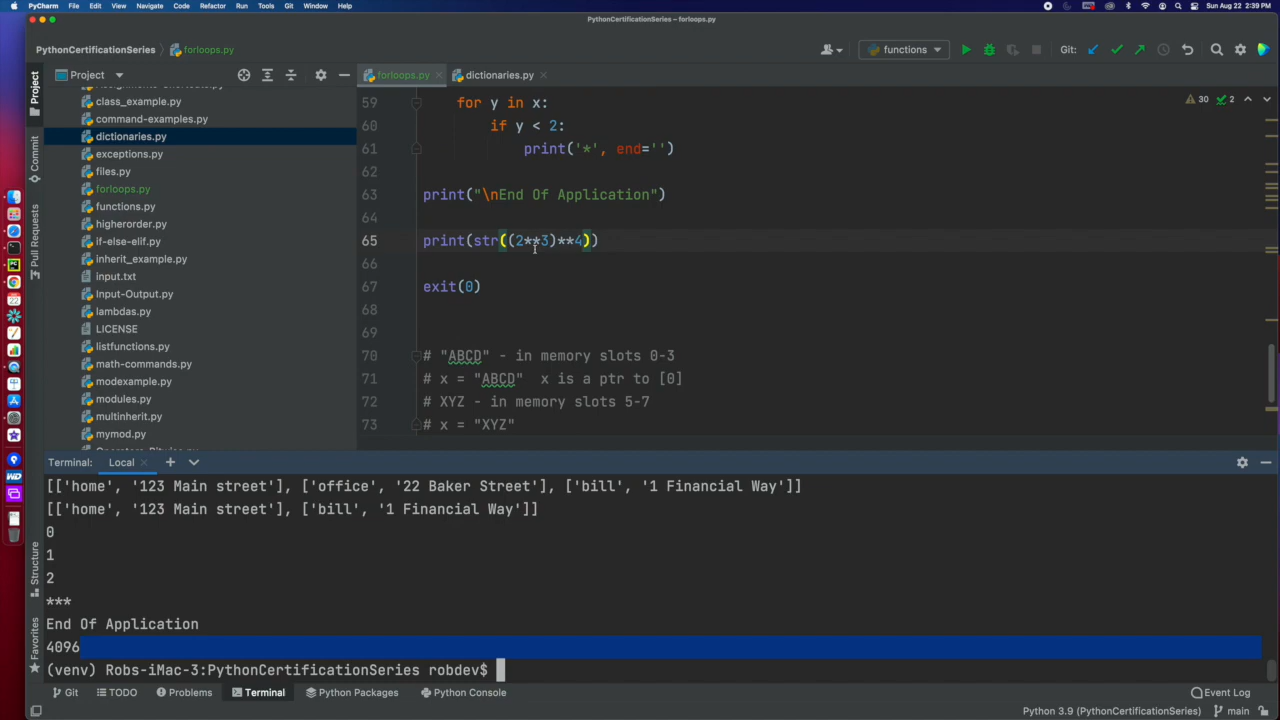 PyCharm File Edit View Navigate Code Refactor Run Tools Git Window Help Sun Aug 22 2:39 PM
PythonCertificationSeries – forloops.py
PythonCertificationSeries forloops.py functions Git:
Project
Commit
Pull Requests
Structure
Favorites
Project
class_example.py
command-examples.py
dictionaries.py
exceptions.py
files.py
forloops.py
functions.py
higherorder.py
if-else-elif.py
inherit_example.py
input.txt
Input-Output.py
lambdas.py
LICENSE
listfunctions.py
math-commands.py
modexample.py
modules.py
multinherit.py
mymod.py
forloops.py dictionaries.py
30 2
59 for y in x:
60 if y < 2:
61 print('*', end='')
62
63 print("\nEnd Of Application")
64
65 print(str((2**3)**4))
66
67 exit(0)
68
69
70 # "ABCD" - in memory slots 0-3
71 # x = "ABCD" x is a ptr to [0]
72 # XYZ - in memory slots 5-7
73 # x = "XYZ"
Terminal: Local
[['home', '123 Main street'], ['office', '22 Baker Street'], ['bill', '1 Financial Way']]
[['home', '123 Main street'], ['bill', '1 Financial Way']]
0
1
2
***
End Of Application
4096
(venv) Robs-iMac-3:PythonCertificationSeries robdev$
Git TODO Problems Terminal Python Packages Python Console Event Log
Python 3.9 (PythonCertificationSeries) main